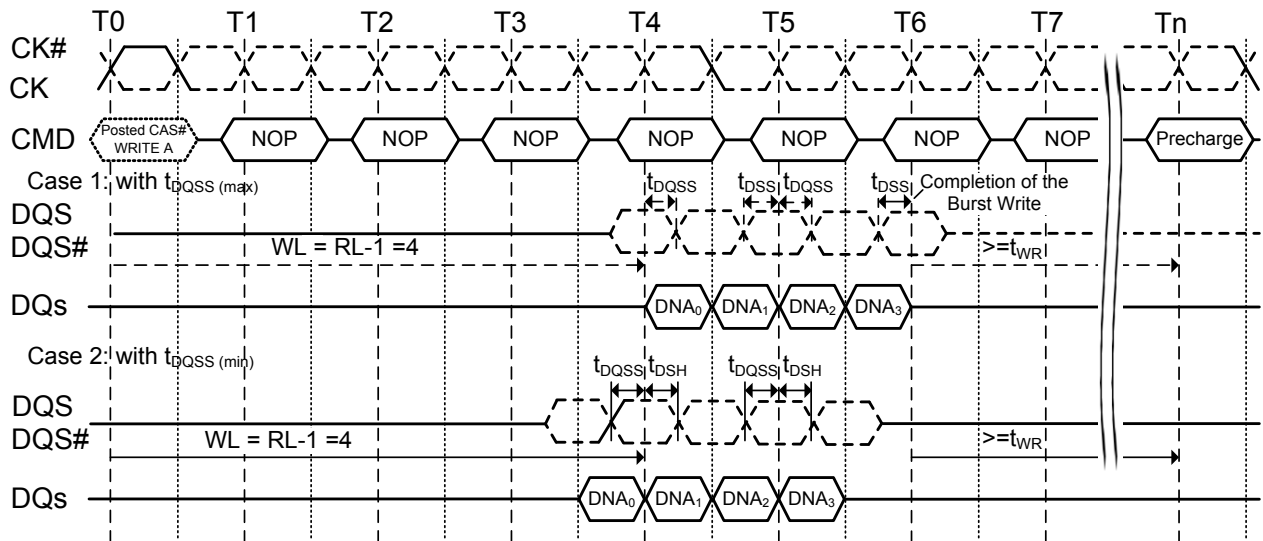 T0 T1 T2 T3 T4 T5 T6 T7 Tn
CK#
CK
CMD Posted CAS# WRITE A NOP NOP NOP NOP NOP NOP NOP Precharge
Case 1: with tDQSS (max)
tDQSS tDSS tDQSS tDSS Completion of the Burst Write
DQS
DQS#
WL = RL-1 =4 >=tWR
DQs DNA0 DNA1 DNA2 DNA3
Case 2: with tDQSS (min)
tDQSS tDSH tDQSS tDSH
DQS
DQS#
WL = RL-1 =4 >=tWR
DQs DNA0 DNA1 DNA2 DNA3